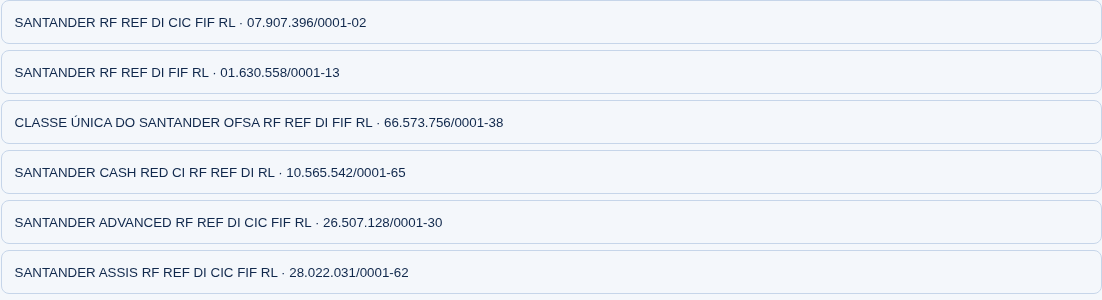 SANTANDER RF REF DI CIC FIF RL · 07.907.396/0001-02
SANTANDER RF REF DI FIF RL · 01.630.558/0001-13
CLASSE ÚNICA DO SANTANDER OFSA RF REF DI FIF RL · 66.573.756/0001-38
SANTANDER CASH RED CI RF REF DI RL · 10.565.542/0001-65
SANTANDER ADVANCED RF REF DI CIC FIF RL · 26.507.128/0001-30
SANTANDER ASSIS RF REF DI CIC FIF RL · 28.022.031/0001-62